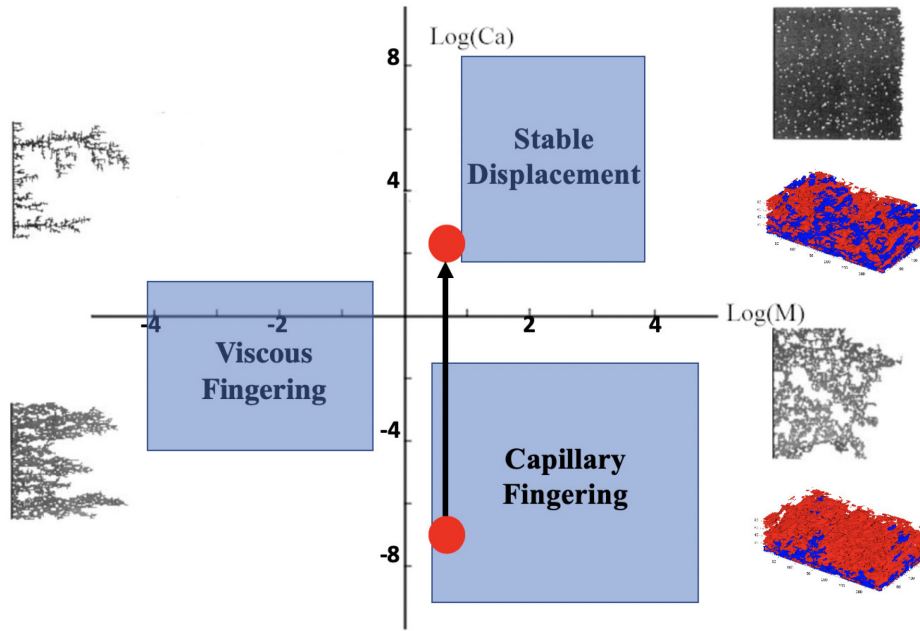 Log(Ca)
8
Stable
Displacement
4
-4
-2
2
4
Log(M)
Viscous
Fingering
-4
Capillary
Fingering
-8